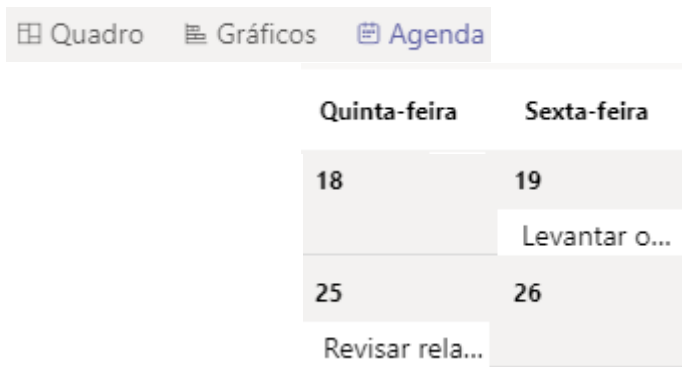 Quadro Gráficos Agenda
Quinta-feira Sexta-feira
18 19
Levantar o...
25 26
Revisar rela...